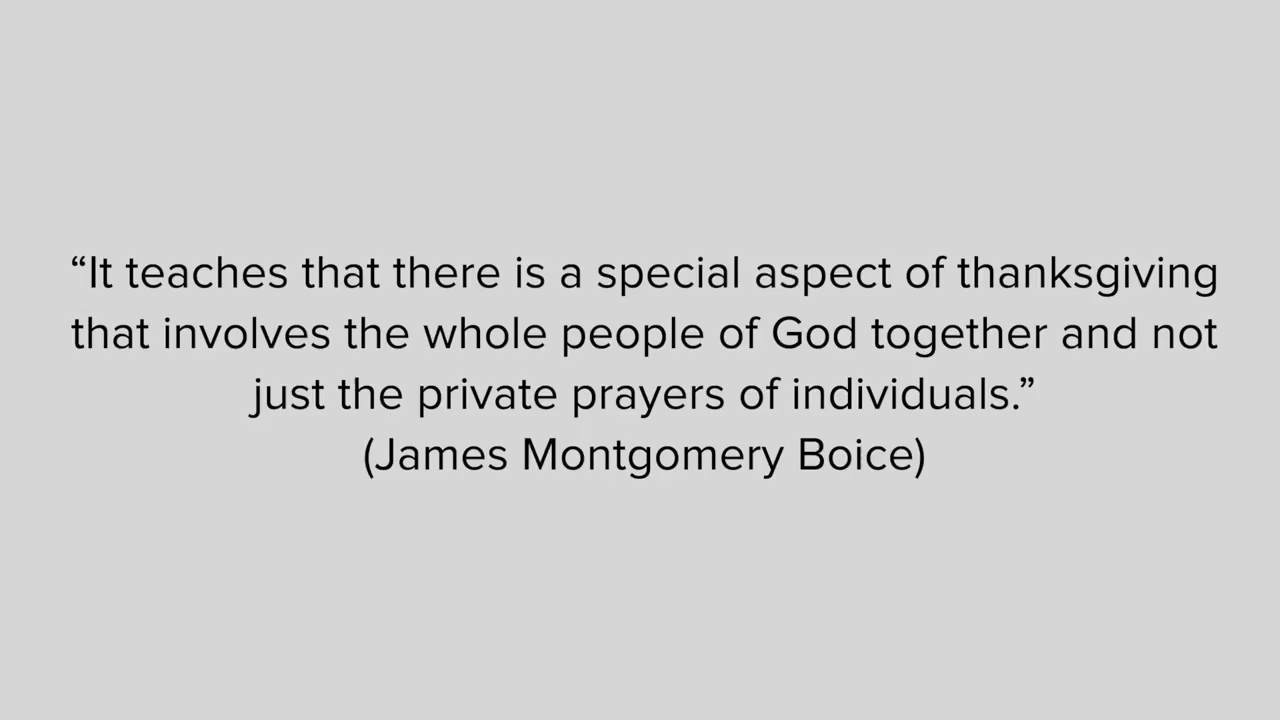 “It teaches that there is a special aspect of thanksgiving
that involves the whole people of God together and not
just the private prayers of individuals.”
(James Montgomery Boice)